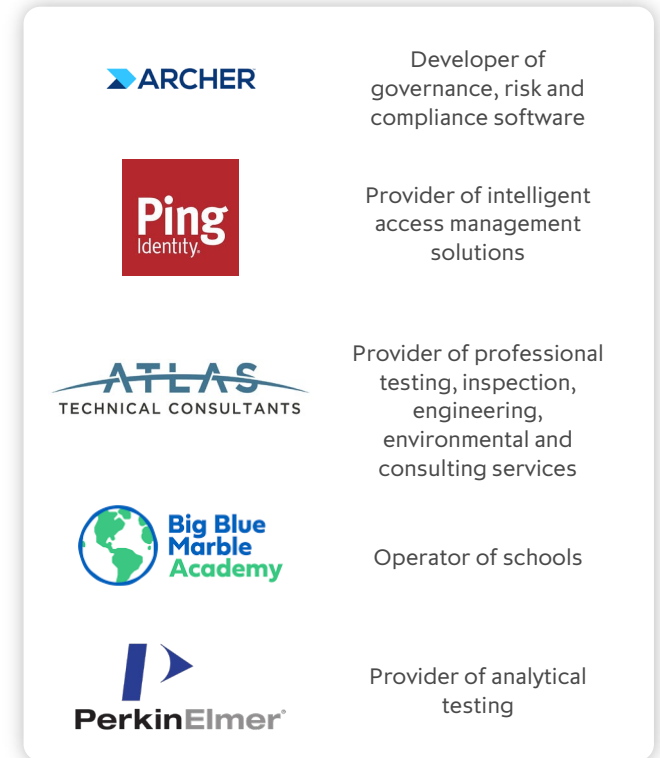 ARCHER
Developer of
governance, risk and
compliance software
Ping
Identity.
Provider of intelligent
access management
solutions
ATLAS
TECHNICAL CONSULTANTS
Provider of professional
testing, inspection,
engineering,
environmental and
consulting services
Big Blue
Marble
Academy
Operator of schools
PerkinElmer®
Provider of analytical
testing